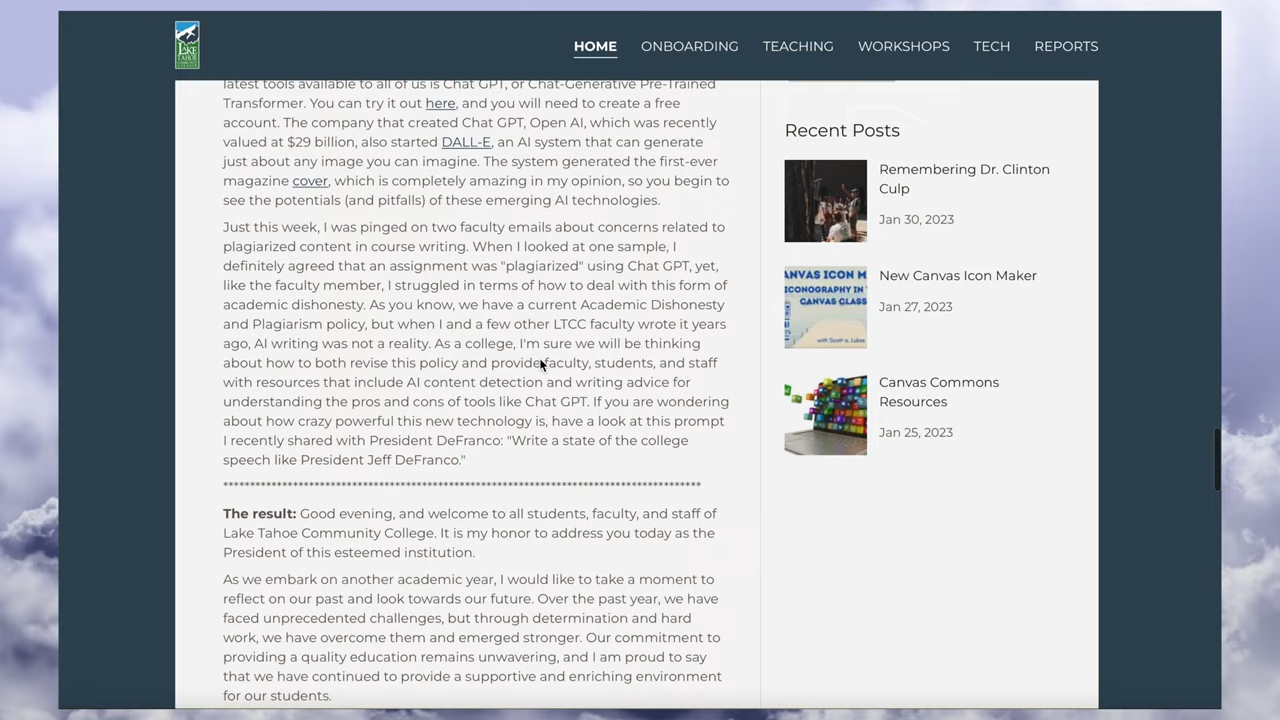 LAKE TAHOE
HOME ONBOARDING TEACHING WORKSHOPS TECH REPORTS
latest tools available to all of us is Chat GPT, or Chat-Generative Pre-Trained
Transformer. You can try it out here, and you will need to create a free
account. The company that created Chat GPT, Open AI, which was recently
valued at $29 billion, also started DALL-E, an AI system that can generate
just about any image you can imagine. The system generated the first-ever
magazine cover, which is completely amazing in my opinion, so you begin to
see the potentials (and pitfalls) of these emerging AI technologies.
Just this week, I was pinged on two faculty emails about concerns related to
plagiarized content in course writing. When I looked at one sample, I
definitely agreed that an assignment was "plagiarized" using Chat GPT, yet,
like the faculty member, I struggled in terms of how to deal with this form of
academic dishonesty. As you know, we have a current Academic Dishonesty
and Plagiarism policy, but when I and a few other LTCC faculty wrote it years
ago, AI writing was not a reality. As a college, I'm sure we will be thinking
about how to both revise this policy and provide faculty, students, and staff
with resources that include AI content detection and writing advice for
understanding the pros and cons of tools like Chat GPT. If you are wondering
about how crazy powerful this new technology is, have a look at this prompt
I recently shared with President DeFranco: "Write a state of the college
speech like President Jeff DeFranco."
******************************************************************************************
The result: Good evening, and welcome to all students, faculty, and staff of
Lake Tahoe Community College. It is my honor to address you today as the
President of this esteemed institution.
As we embark on another academic year, I would like to take a moment to
reflect on our past and look towards our future. Over the past year, we have
faced unprecedented challenges, but through determination and hard
work, we have overcome them and emerged stronger. Our commitment to
providing a quality education remains unwavering, and I am proud to say
that we have continued to provide a supportive and enriching environment
for our students.
Recent Posts
Remembering Dr. Clinton
Culp
Jan 30, 2023
ANVAS ICON M
ICONOGRAPHY IN
CANVAS CLASS
with Scott a. Lukas
New Canvas Icon Maker
Jan 27, 2023
Canvas Commons
Resources
Jan 25, 2023